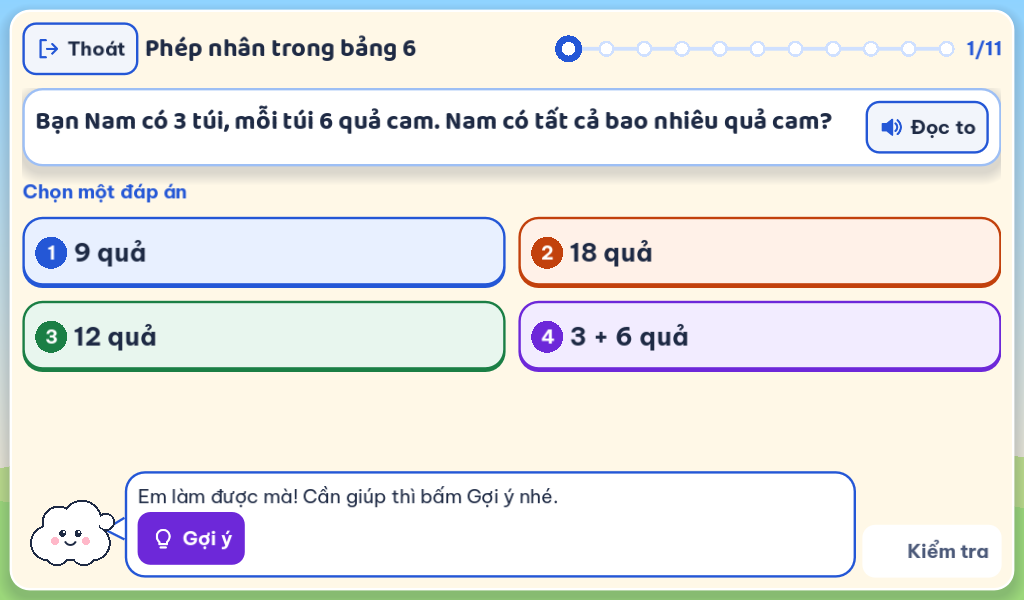 Thoát
Phép nhân trong bảng 6
1/11
Bạn Nam có 3 túi, mỗi túi 6 quả cam. Nam có tất cả bao nhiêu quả cam?
Đọc to
Chọn một đáp án
1 9 quả
2 18 quả
3 12 quả
4 3 + 6 quả
Em làm được mà! Cần giúp thì bấm Gợi ý nhé.
Gợi ý
Kiểm tra